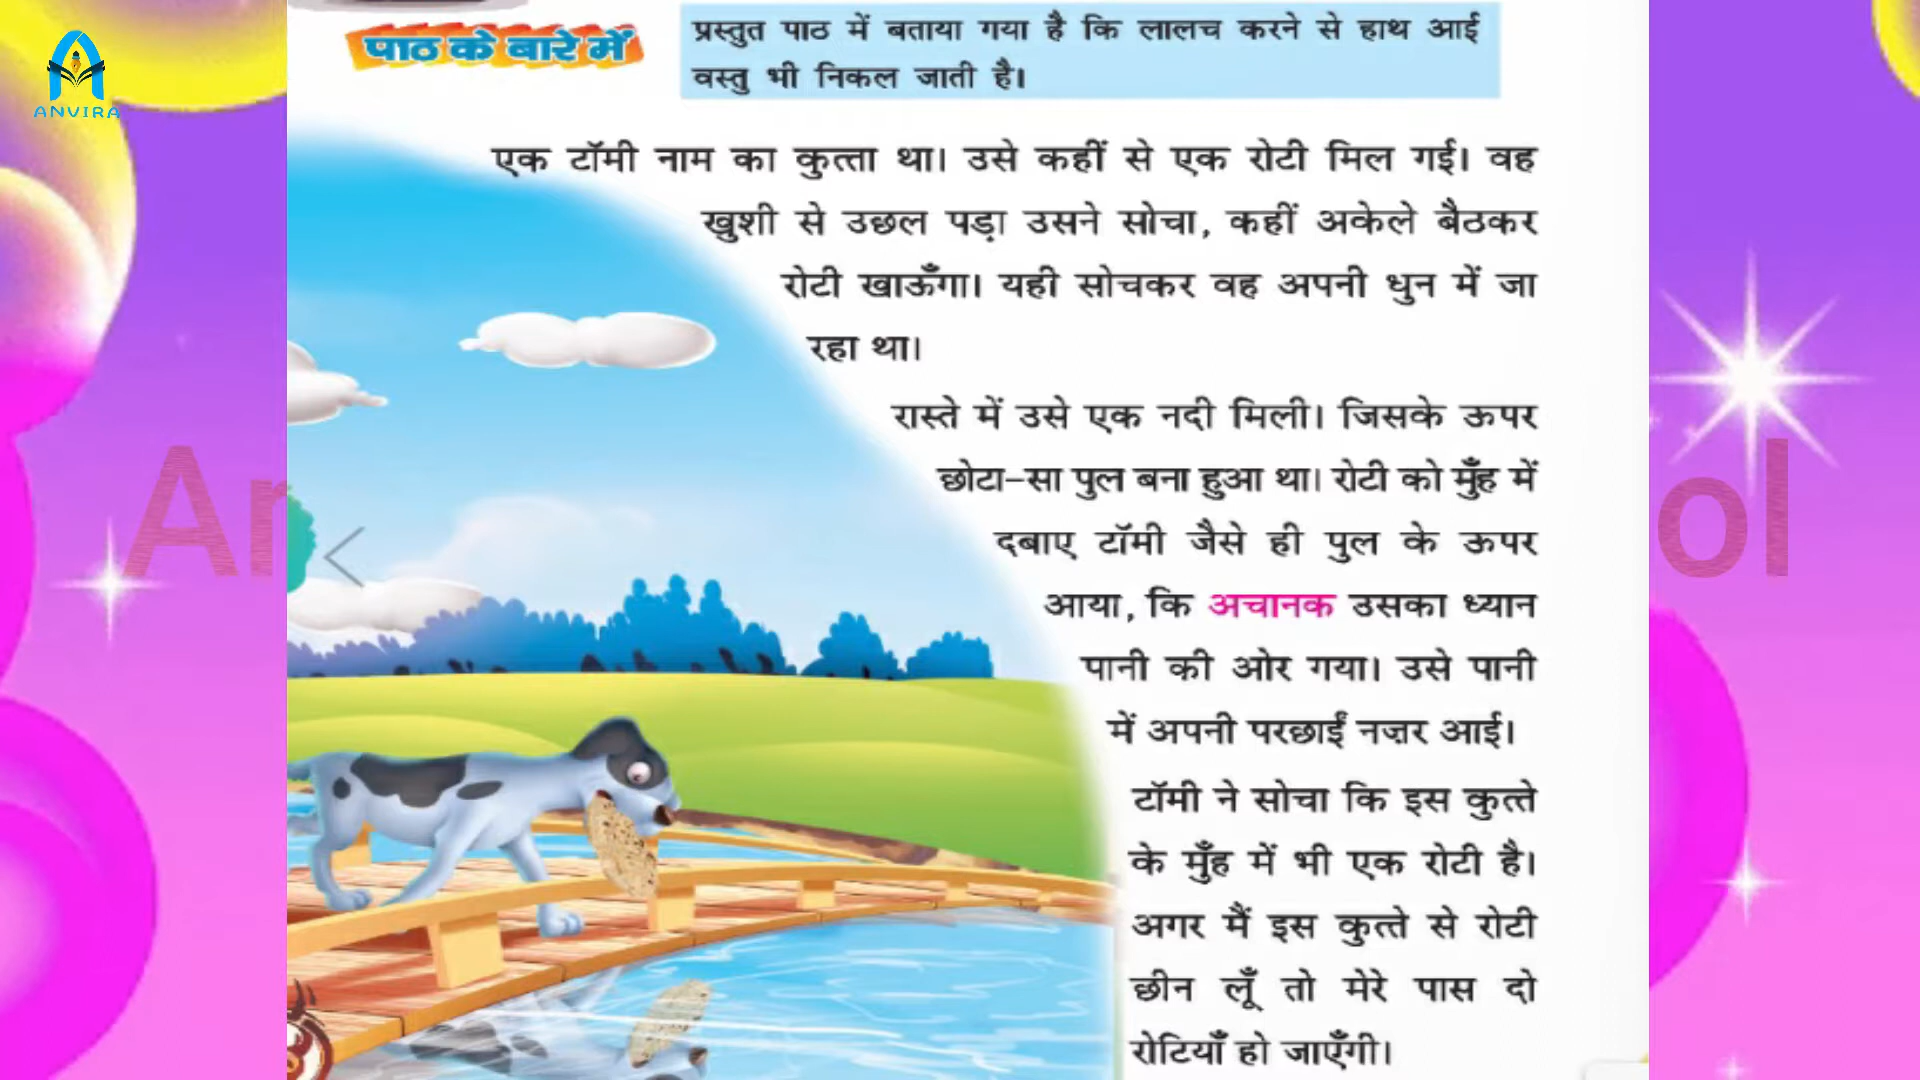 ANVIRA
पाठ के बारे में
प्रस्तुत पाठ में बताया गया है कि लालच करने से हाथ आई
वस्तु भी निकल जाती है।
एक टॉमी नाम का कुत्ता था। उसे कहीं से एक रोटी मिल गई। वह
खुशी से उछल पड़ा उसने सोचा, कहीं अकेले बैठकर
रोटी खाऊँगा। यही सोचकर वह अपनी धुन में जा
रहा था।
रास्ते में उसे एक नदी मिली। जिसके ऊपर
छोटा-सा पुल बना हुआ था। रोटी को मुँह में
दबाए टॉमी जैसे ही पुल के ऊपर
आया, कि अचानक उसका ध्यान
पानी की ओर गया। उसे पानी
में अपनी परछाईं नज़र आई।
टॉमी ने सोचा कि इस कुत्ते
के मुँह में भी एक रोटी है।
अगर मैं इस कुत्ते से रोटी
छीन लूँ तो मेरे पास दो
रोटियाँ हो जाएँगी।